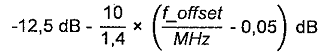 -12,5 dB - 10/1,4 × (f_offset/MHz - 0,05) dB